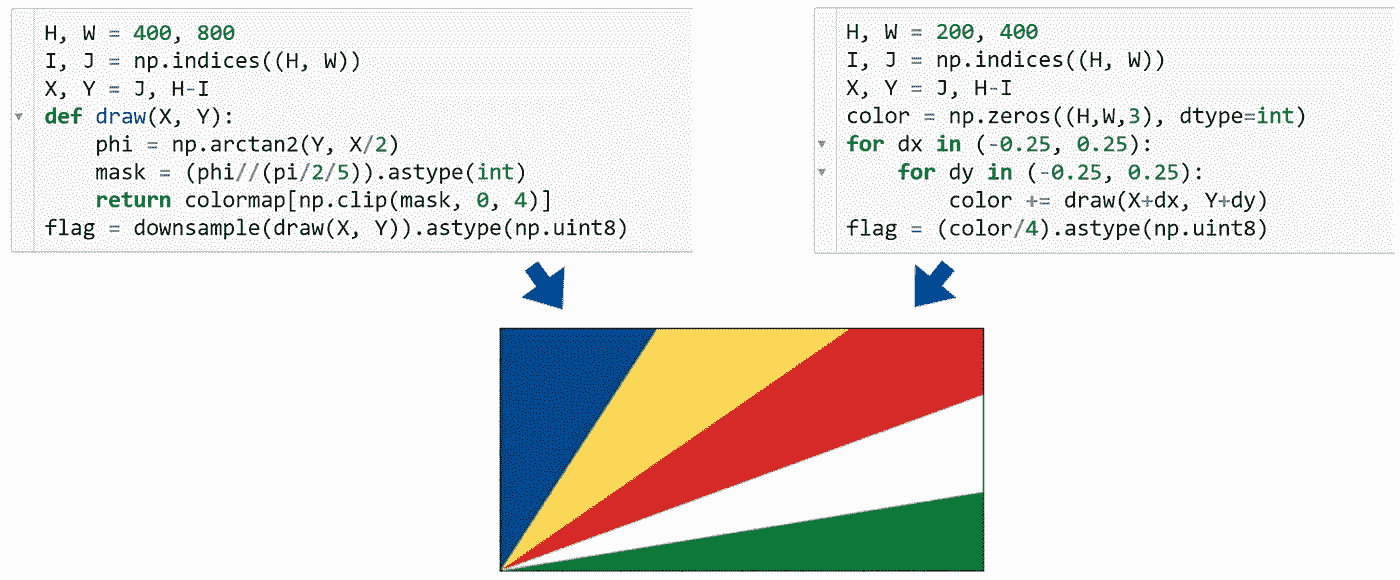 H, W = 400, 800
I, J = np.indices((H, W))
X, Y = J, H-I
def draw(X, Y):
    phi = np.arctan2(Y, X/2)
    mask = (phi//(pi/2/5)).astype(int)
    return colormap[np.clip(mask, 0, 4)]
flag = downsample(draw(X, Y)).astype(np.uint8)
H, W = 200, 400
I, J = np.indices((H, W))
X, Y = J, H-I
color = np.zeros((H,W,3), dtype=int)
for dx in (-0.25, 0.25):
    for dy in (-0.25, 0.25):
        color += draw(X+dx, Y+dy)
flag = (color/4).astype(np.uint8)